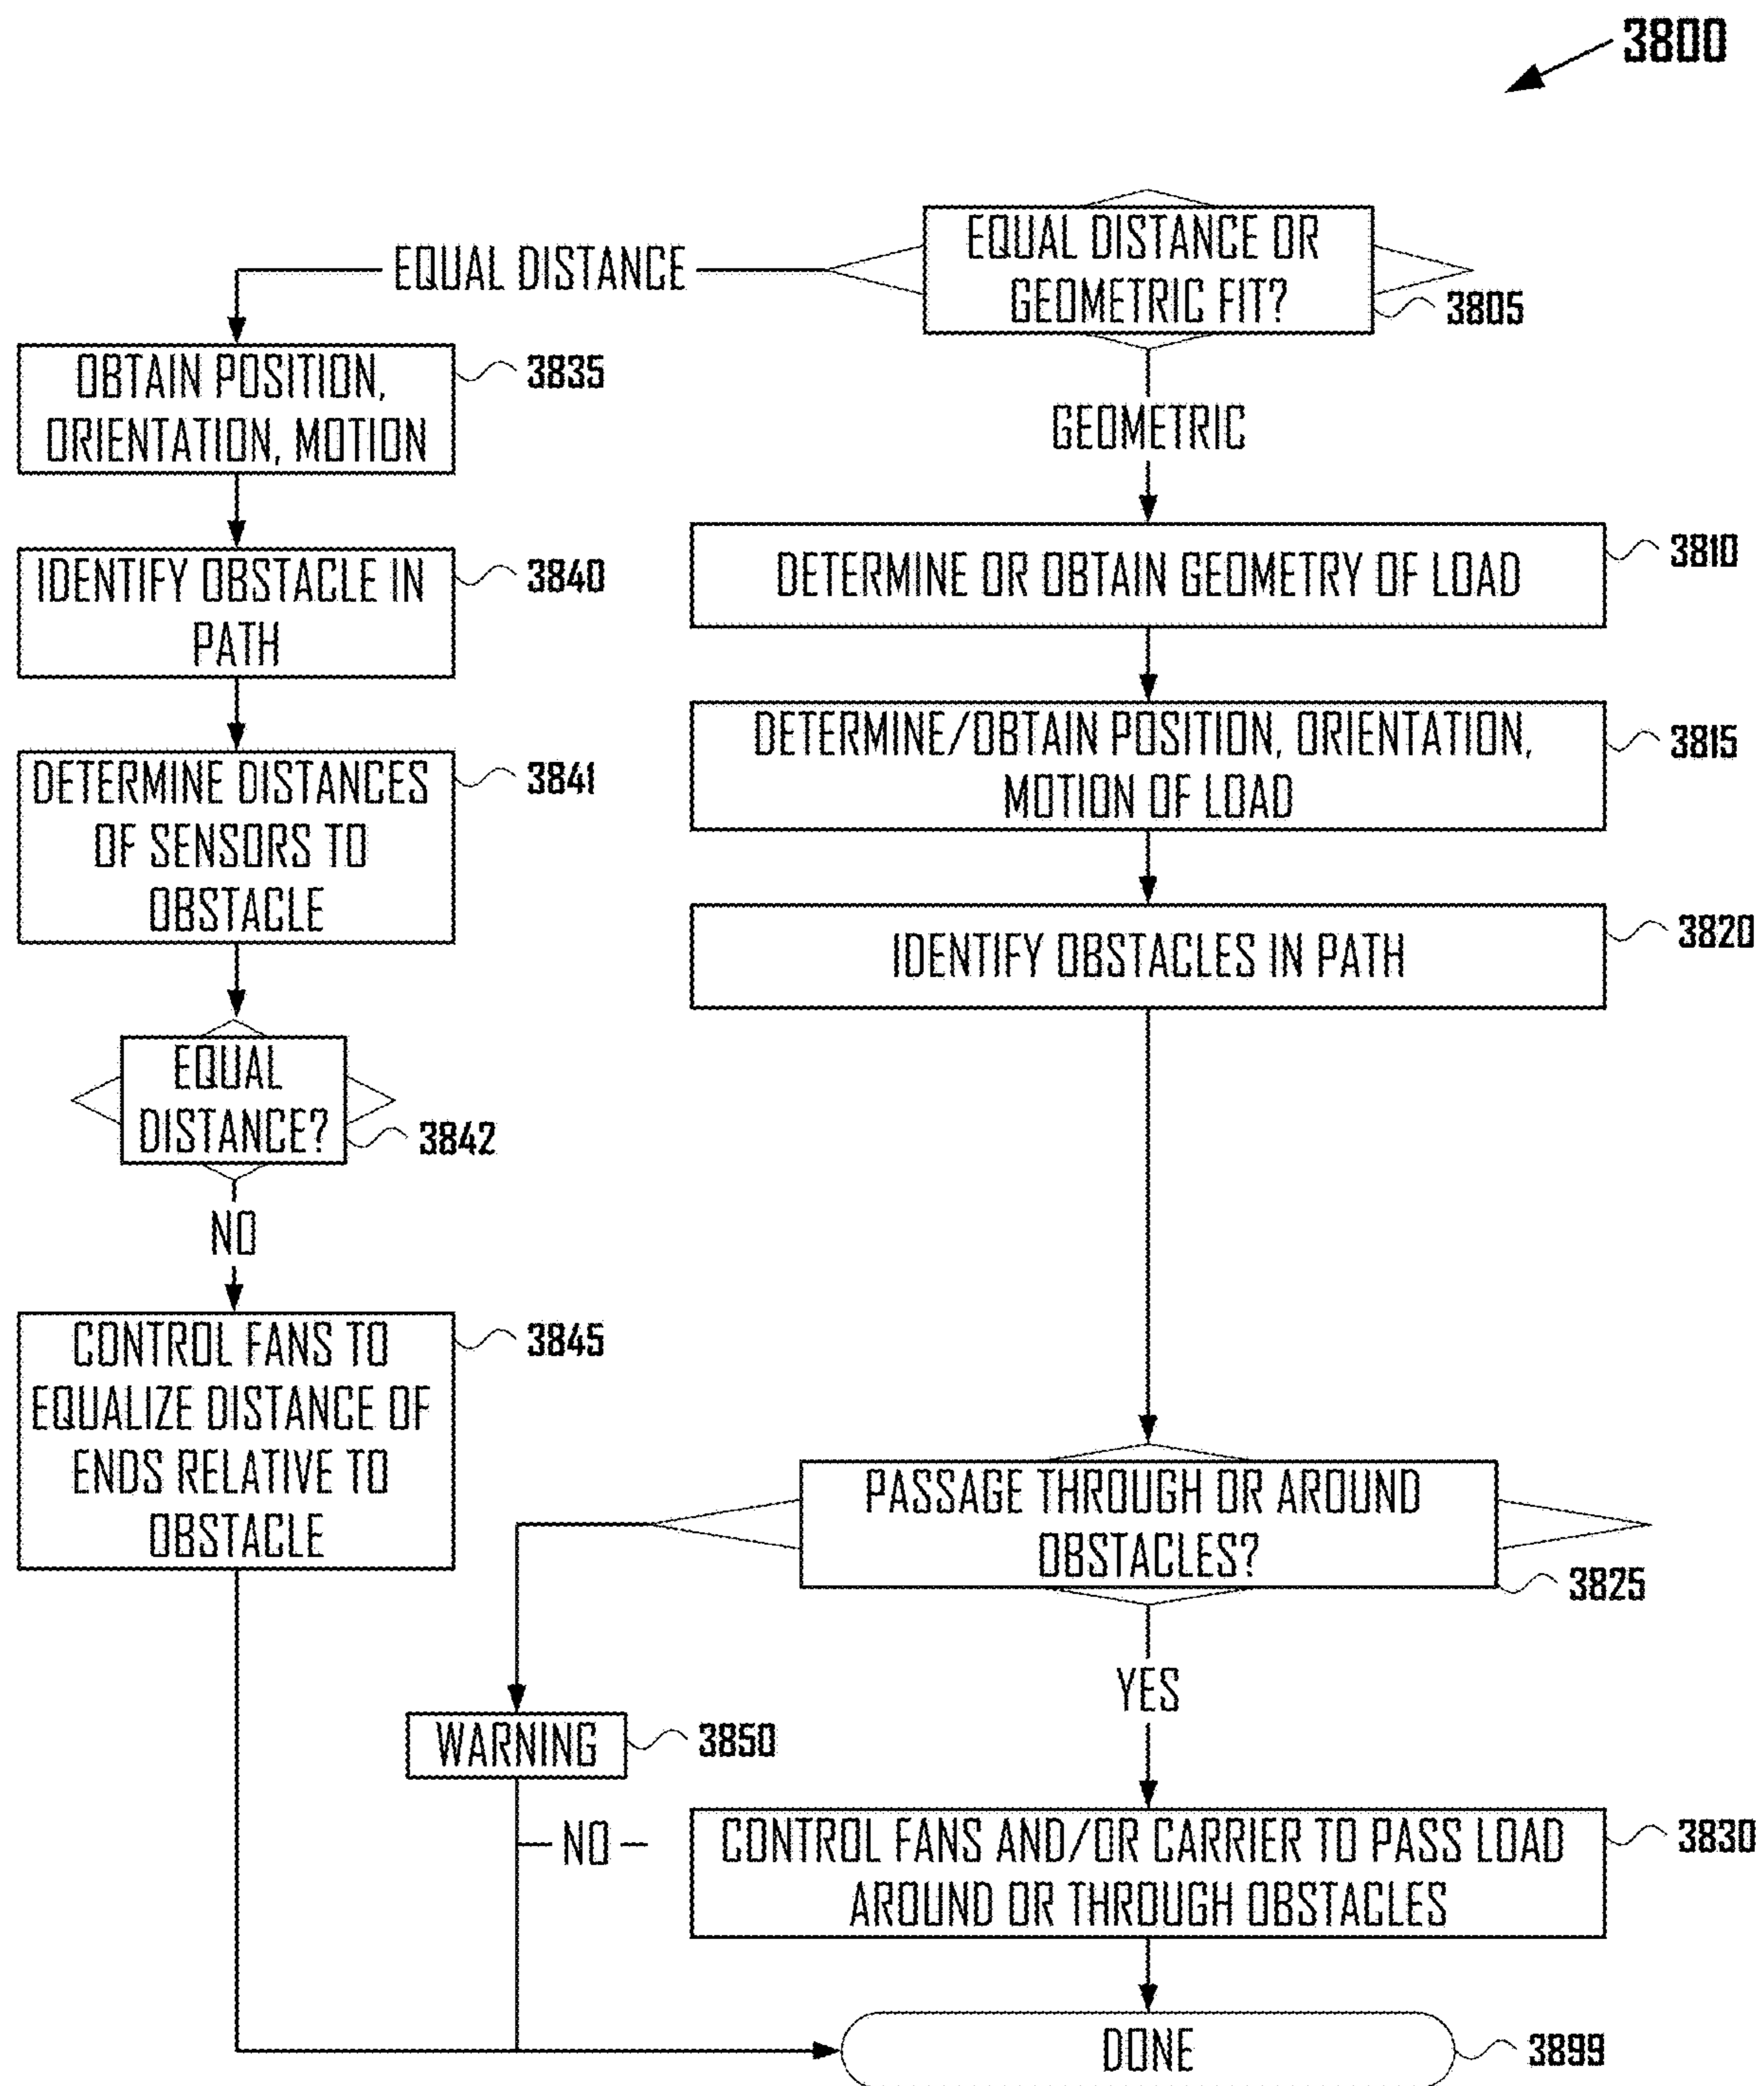 3800
EQUAL DISTANCE OR
GEOMETRIC FIT?
3805
EQUAL DISTANCE
GEOMETRIC
OBTAIN POSITION,
ORIENTATION, MOTION
3835
IDENTIFY OBSTACLE IN
PATH
3840
DETERMINE DISTANCES
OF SENSORS TO
OBSTACLE
3841
EQUAL
DISTANCE?
3842
NO
CONTROL FANS TO
EQUALIZE DISTANCE OF
ENDS RELATIVE TO
OBSTACLE
3845
DETERMINE OR OBTAIN GEOMETRY OF LOAD
3810
DETERMINE/OBTAIN POSITION, ORIENTATION,
MOTION OF LOAD
3815
IDENTIFY OBSTACLES IN PATH
3820
PASSAGE THROUGH OR AROUND
OBSTACLES?
3825
YES
WARNING
3850
NO
CONTROL FANS AND/OR CARRIER TO PASS LOAD
AROUND OR THROUGH OBSTACLES
3830
DONE
3899